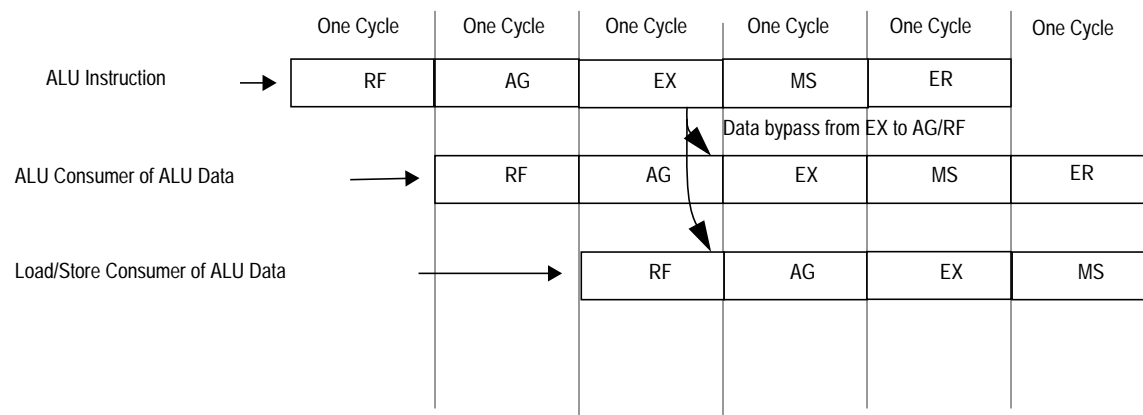 One Cycle One Cycle One Cycle One Cycle One Cycle One Cycle
ALU Instruction RF AG EX MS ER
Data bypass from EX to AG/RF
ALU Consumer of ALU Data RF AG EX MS ER
Load/Store Consumer of ALU Data RF AG EX MS